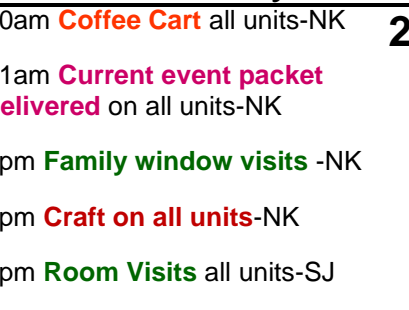 0am Coffee Cart all units-NK 2
1am Current event packet
elivered on all units-NK
pm Family window visits -NK
pm Craft on all units-NK
pm Room Visits all units-SJ